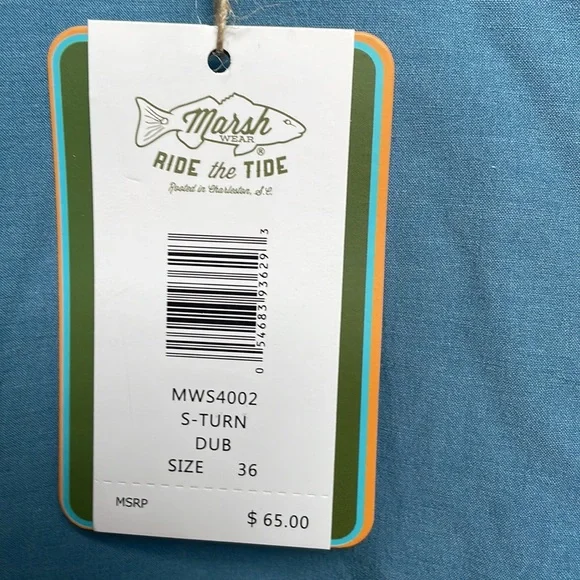 Marsh
WEAR
®
RIDE the TIDE
Rooted in Charleston, S.C.
0 54683 93629 3
MWS4002
S-TURN
DUB
SIZE 36
MSRP
$ 65.00